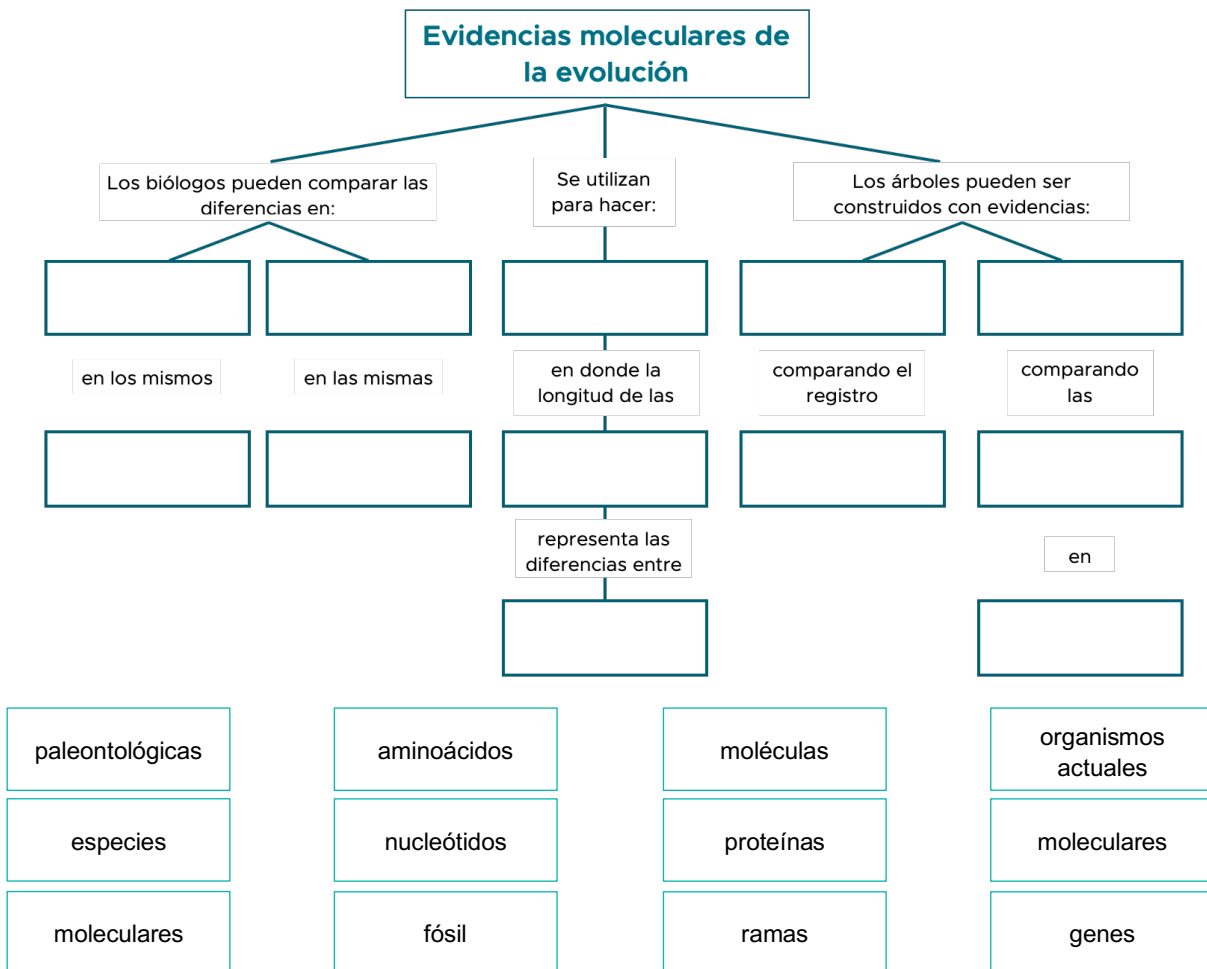 Evidencias moleculares de
la evolución
Los biólogos pueden comparar las
diferencias en:
Se utilizan
para hacer:
Los árboles pueden ser
construidos con evidencias:
en los mismos
en las mismas
en donde la
longitud de las
comparando el
registro
comparando
las
representa las
diferencias entre
en
paleontológicas
aminoácidos
moléculas
organismos
actuales
especies
nucleótidos
proteínas
moleculares
moleculares
fósil
ramas
genes